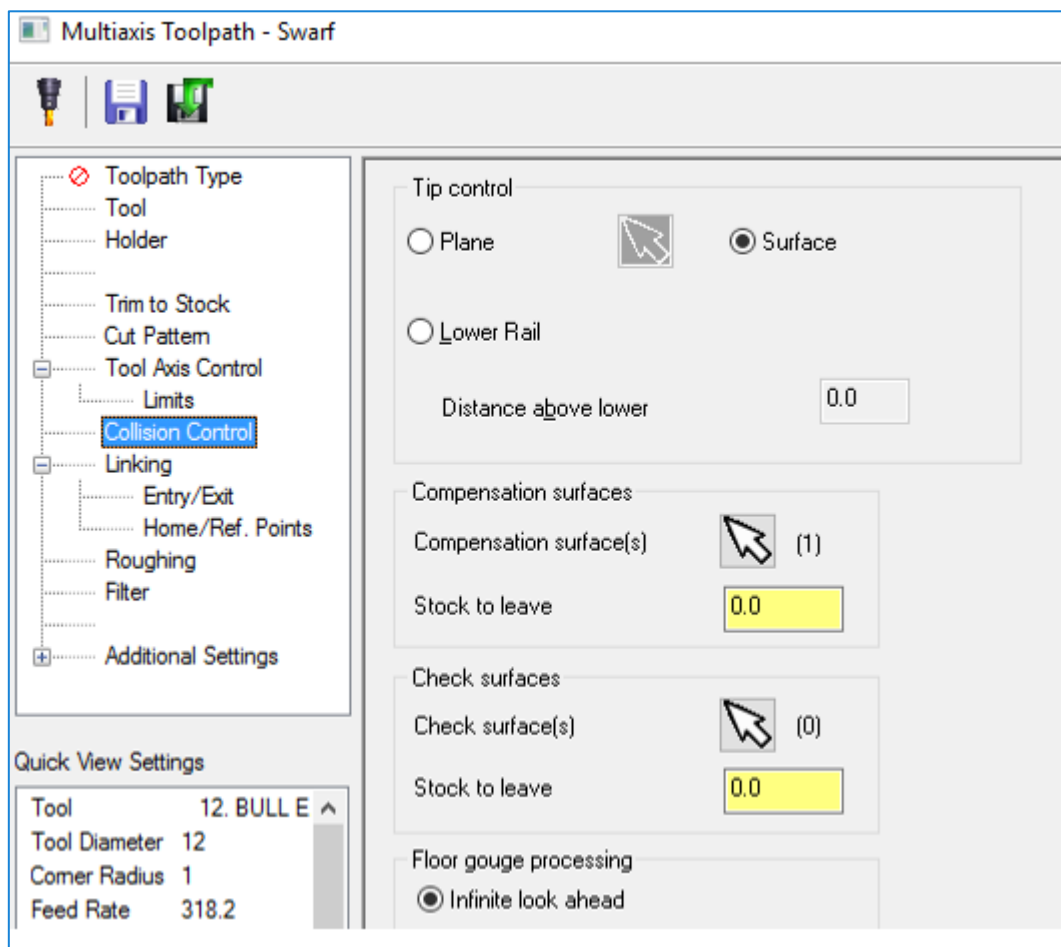 Multiaxis Toolpath - Swarf
Toolpath Type
Tool
Holder
Trim to Stock
Cut Pattern
Tool Axis Control
Limits
Collision Control
Linking
Entry/Exit
Home/Ref. Points
Roughing
Filter
Additional Settings
Quick View Settings
Tool 12. BULL E
Tool Diameter 12
Corner Radius 1
Feed Rate 318.2
Tip control
Plane Surface
Lower Rail
Distance above lower 0.0
Compensation surfaces
Compensation surface(s) (1)
Stock to leave 0.0
Check surfaces
Check surface(s) (0)
Stock to leave 0.0
Floor gouge processing
Infinite look ahead